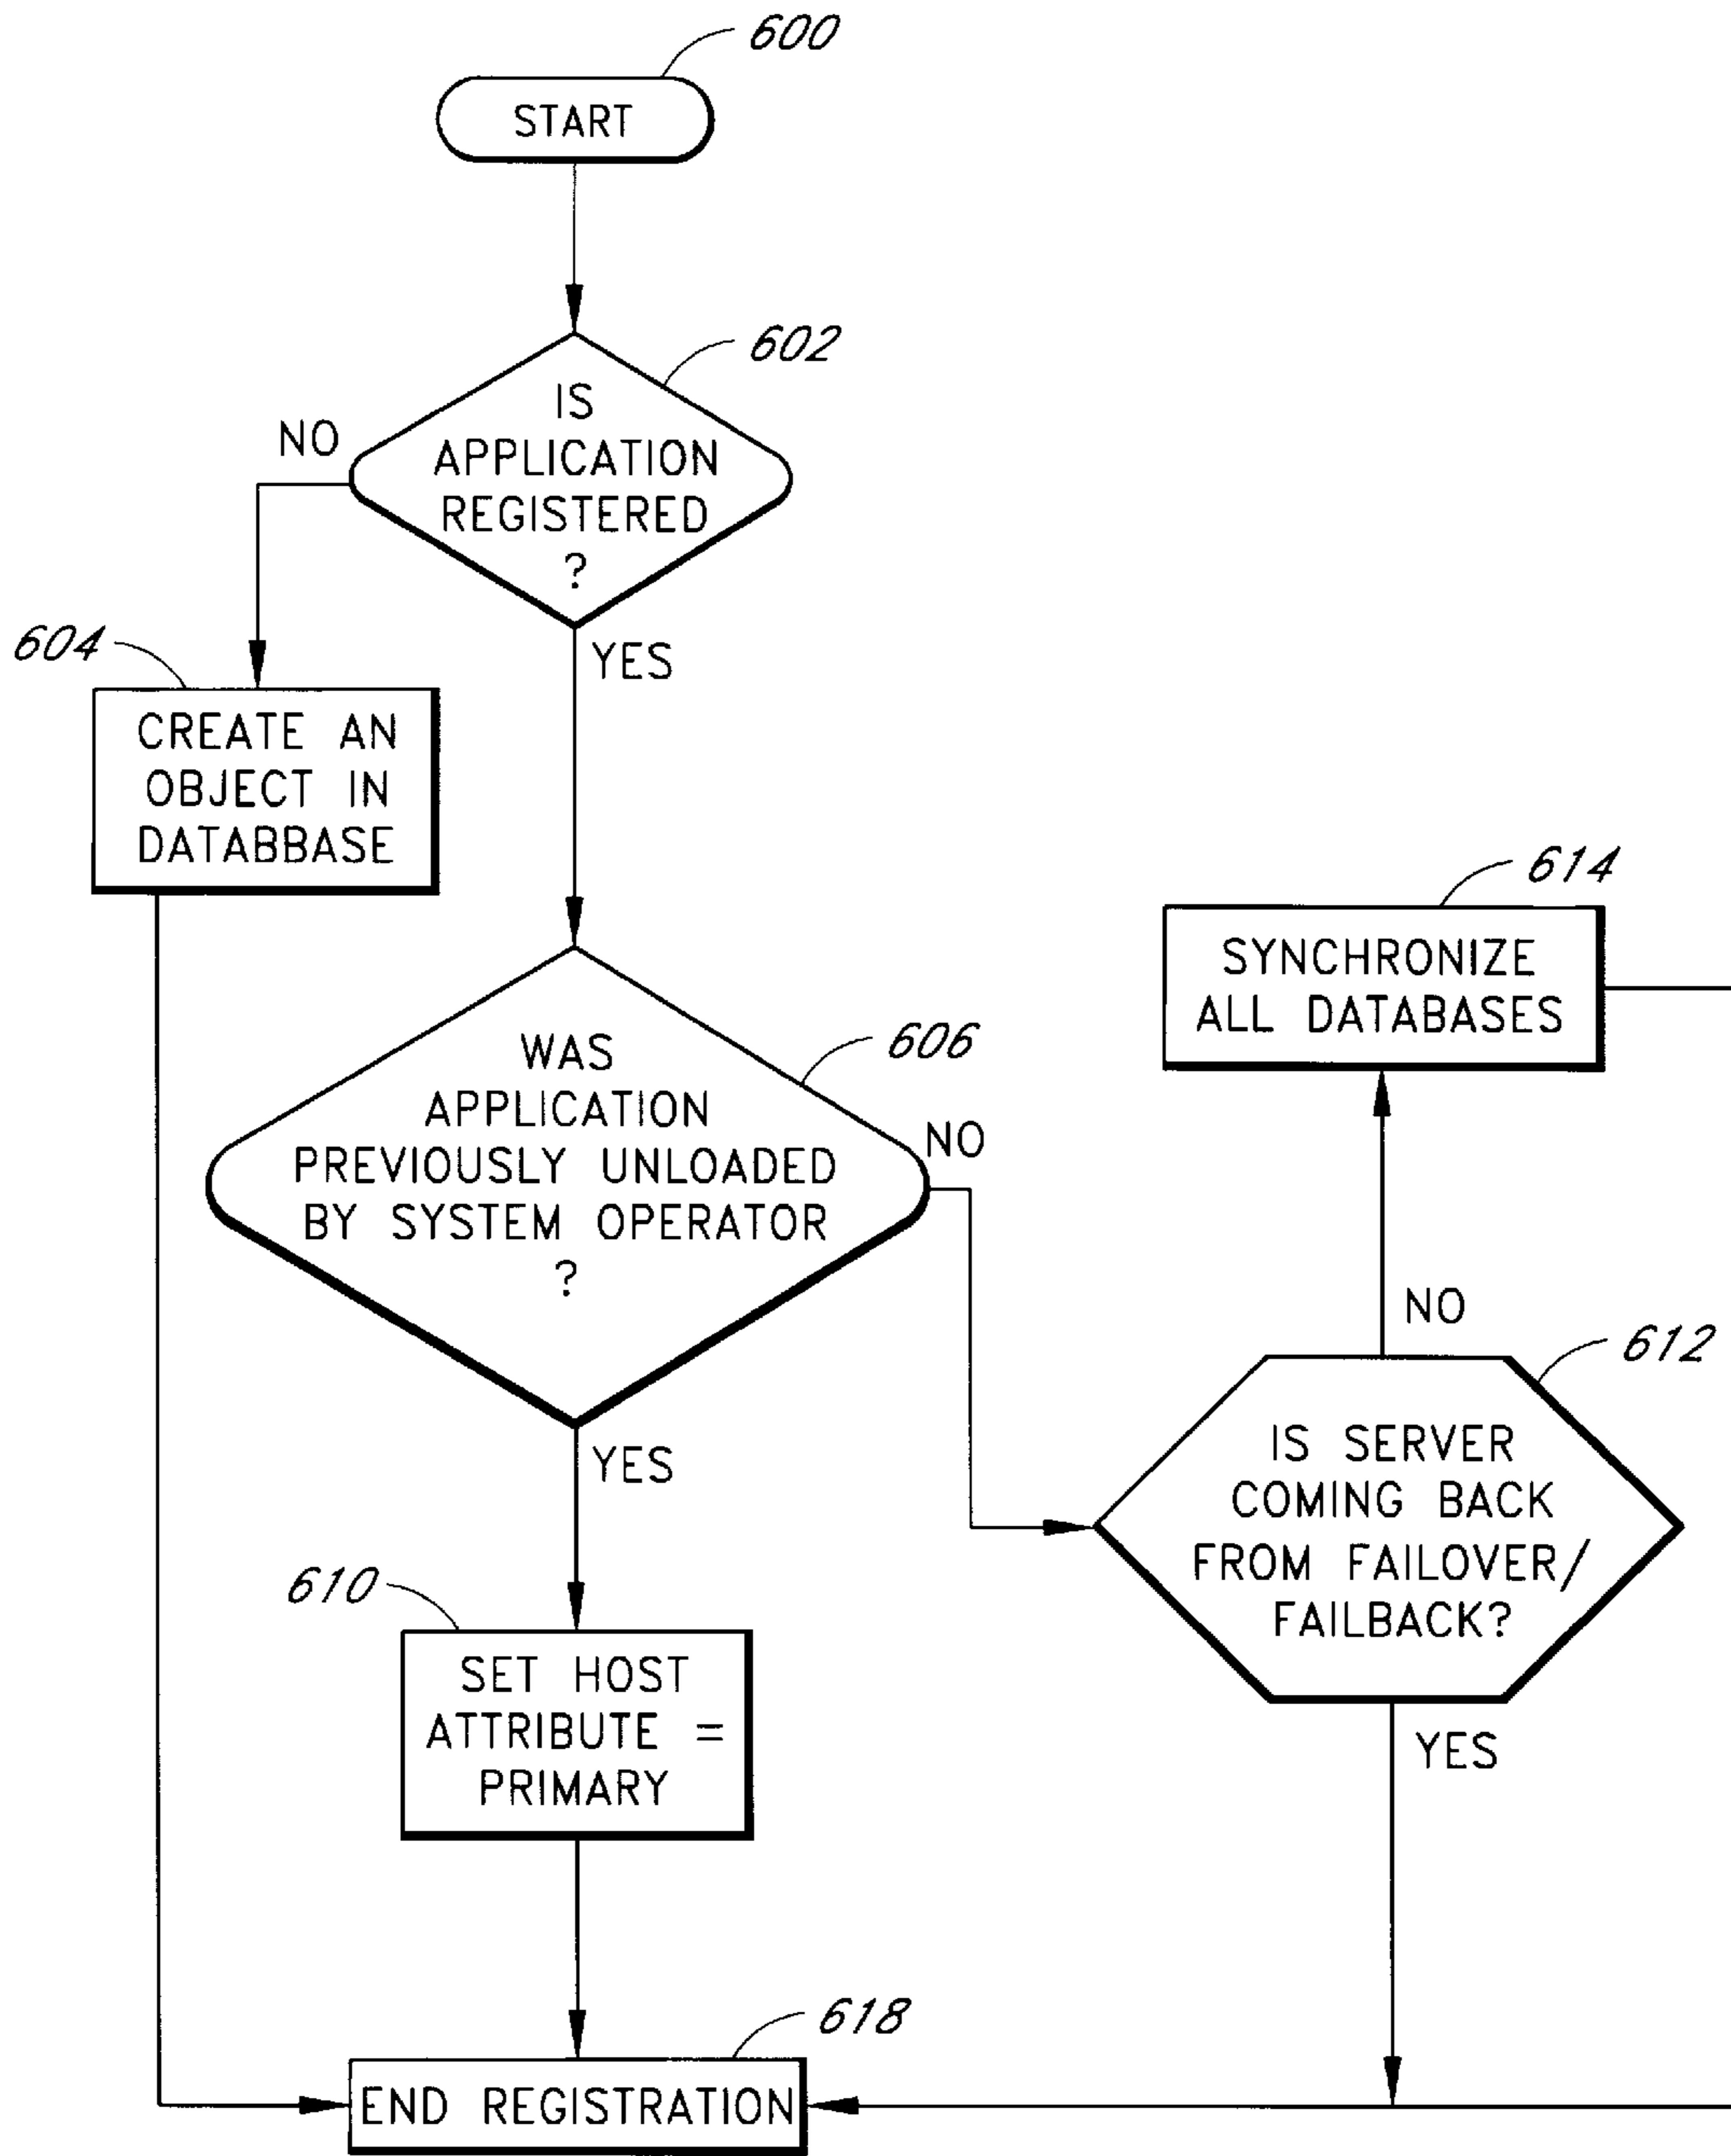 600
START
602
IS
APPLICATION
REGISTERED
?
NO
YES
604
CREATE AN
OBJECT IN
DATABBASE
614
SYNCHRONIZE
ALL DATABASES
606
WAS
APPLICATION
PREVIOUSLY UNLOADED
BY SYSTEM OPERATOR
?
NO
YES
NO
612
IS SERVER
COMING BACK
FROM FAILOVER/
FAILBACK?
YES
610
SET HOST
ATTRIBUTE =
PRIMARY
618
END REGISTRATION